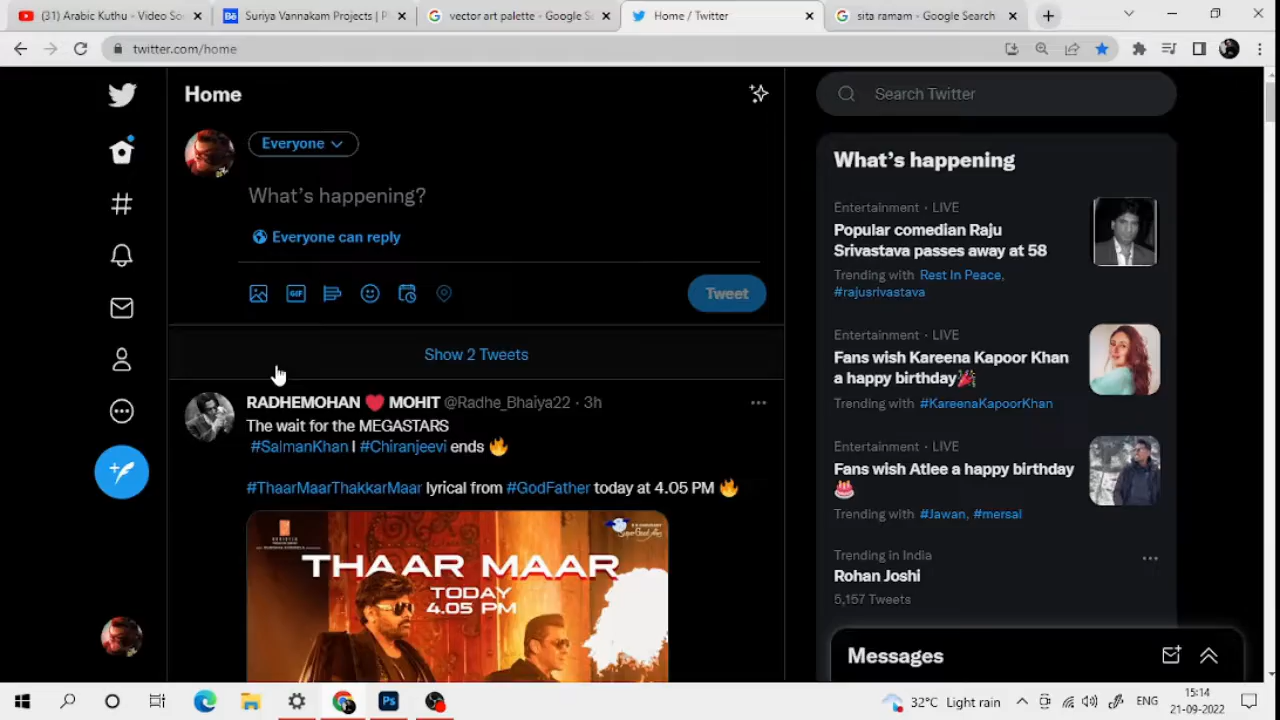 (31) Arabic Kuthu - Video So
Suriya Vannakam Projects | P
vector art palette - Google S
Home / Twitter
sita ramam - Google Search
twitter.com/home
Home
Everyone
What's happening?
Everyone can reply
GIF
Tweet
Show 2 Tweets
RADHEMOHAN ❤️ MOHIT @Radhe_Bhaiya22 · 3h
The wait for the MEGASTARS
#SalmanKhan l #Chiranjeevi ends 🔥
#ThaarMaarThakkarMaar lyrical from #GodFather today at 4.05 PM 🔥
THAAR MAAR
TODAY
4.05 PM
Search Twitter
What's happening
Entertainment · LIVE
Popular comedian Raju
Srivastava passes away at 58
Trending with Rest In Peace,
#rajusrivastava
Entertainment · LIVE
Fans wish Kareena Kapoor Khan
a happy birthday🎉
Trending with #KareenaKapoorKhan
Entertainment · LIVE
Fans wish Atlee a happy birthday
🎂
Trending with #Jawan, #mersal
Trending in India
Rohan Joshi
5,157 Tweets
Messages
Ps
32°C Light rain
ENG
15:14
21-09-2022